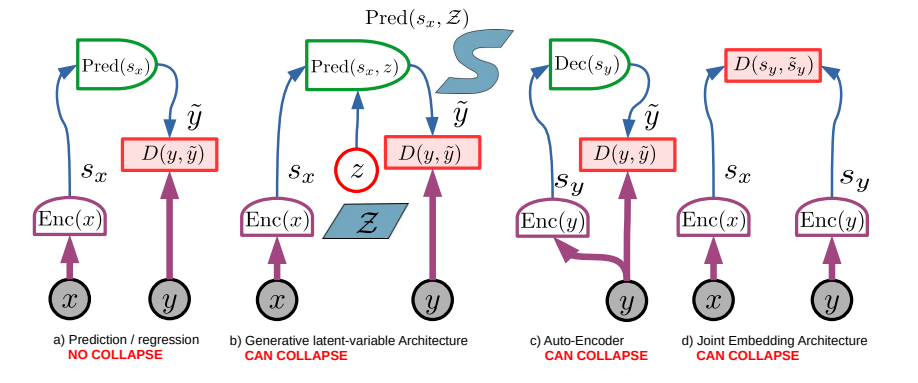 Pred(s_x, 𝒵)
Pred(s_x)
ỹ
D(y, ỹ)
s_x
Enc(x)
x
y
a) Prediction / regression
NO COLLAPSE
Pred(s_x, z)
ỹ
D(y, ỹ)
s_x
z
Enc(x)
𝒵
x
y
b) Generative latent-variable Architecture
CAN COLLAPSE
Dec(s_y)
ỹ
D(y, ỹ)
s_y
Enc(y)
y
c) Auto-Encoder
CAN COLLAPSE
D(s_y, s̃_y)
s_x
s_y
Enc(x)
Enc(y)
x
y
d) Joint Embedding Architecture
CAN COLLAPSE